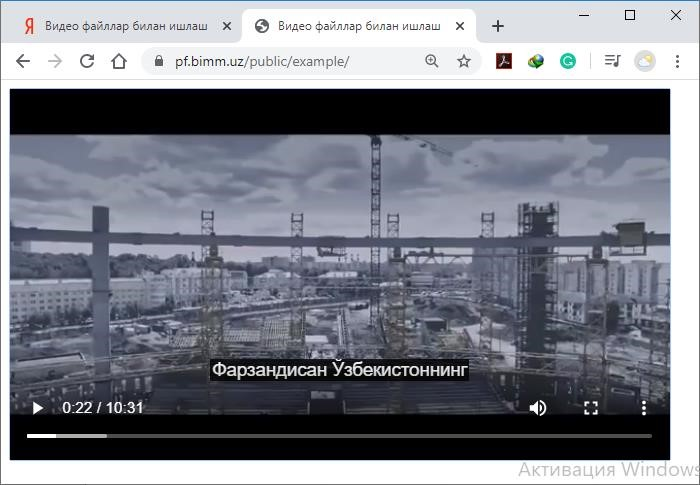 Видео файллар билан ишлаш
Видео файллар билан ишлаш
pf.bimm.uz/public/example/
Фарзандисан Ўзбекистоннинг
0:22 / 10:31
Активация Windows